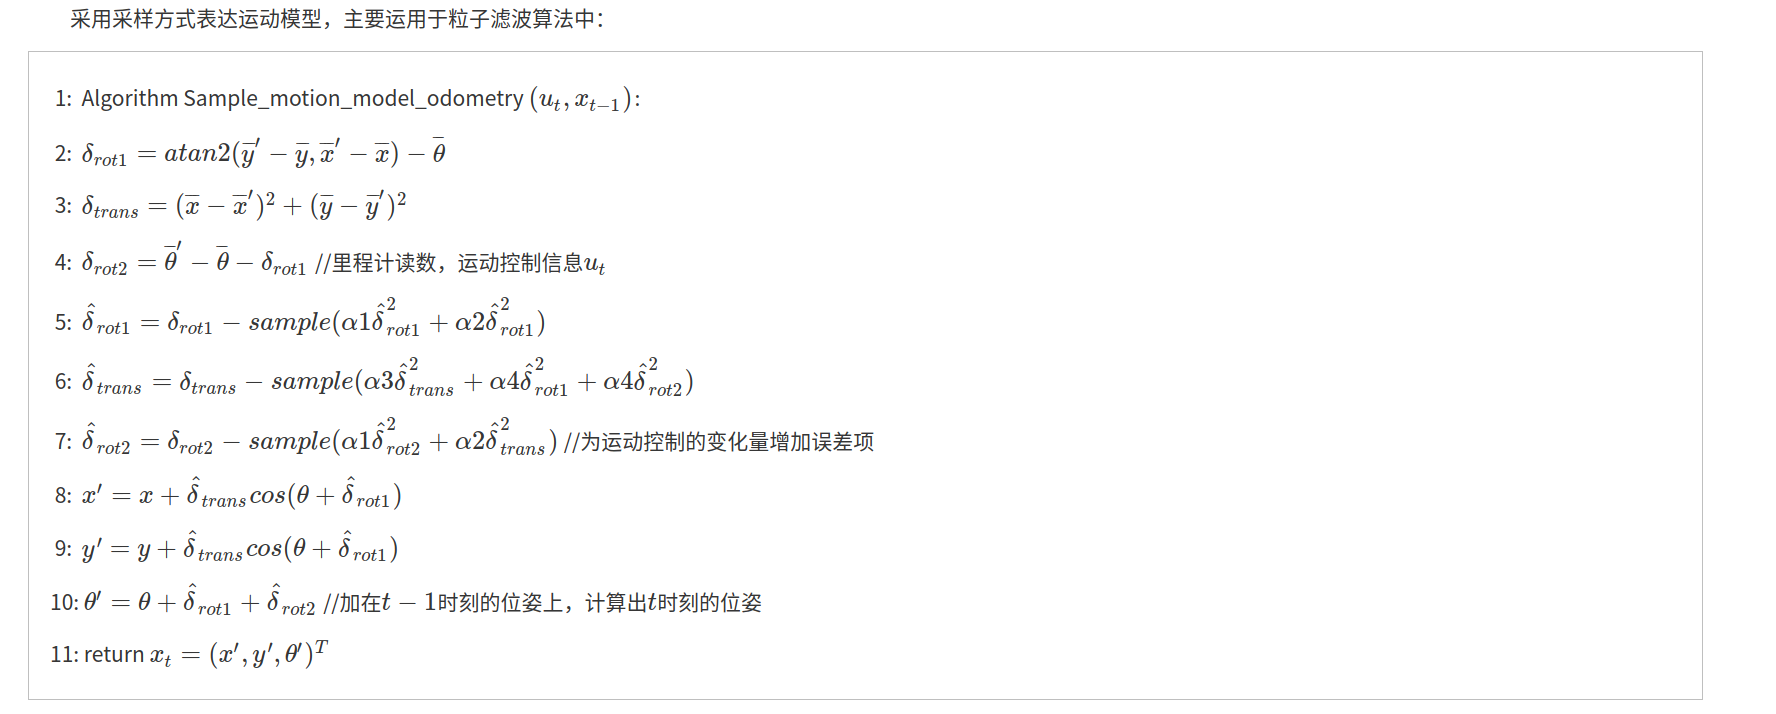 采用采样方式表达运动模型，主要运用于粒子滤波算法中：
1: Algorithm Sample_motion_model_odometry $(u_t, x_{t-1})$:
2: $\delta_{rot1} = atan2(\overline{y}' - \overline{y}, \overline{x}' - \overline{x}) - \overline{\theta}$
3: $\delta_{trans} = (\overline{x} - \overline{x}')^2 + (\overline{y} - \overline{y}')^2$
4: $\delta_{rot2} = \overline{\theta}' - \overline{\theta} - \delta_{rot1}$ //里程计读数，运动控制信息$u_t$
5: $\hat{\delta}_{rot1} = \delta_{rot1} - sample(\alpha1\hat{\delta}_{rot1}^2 + \alpha2\hat{\delta}_{rot1}^2)$
6: $\hat{\delta}_{trans} = \delta_{trans} - sample(\alpha3\hat{\delta}_{trans}^2 + \alpha4\hat{\delta}_{rot1}^2 + \alpha4\hat{\delta}_{rot2}^2)$
7: $\hat{\delta}_{rot2} = \delta_{rot2} - sample(\alpha1\hat{\delta}_{rot2}^2 + \alpha2\hat{\delta}_{trans}^2)$ //为运动控制的变化量增加误差项
8: $x' = x + \hat{\delta}_{trans}cos(\theta + \hat{\delta}_{rot1})$
9: $y' = y + \hat{\delta}_{trans}cos(\theta + \hat{\delta}_{rot1})$
10: $\theta' = \theta + \hat{\delta}_{rot1} + \hat{\delta}_{rot2}$ //加在$t-1$时刻的位姿上，计算出$t$时刻的位姿
11: return $x_t = (x', y', \theta')^T$